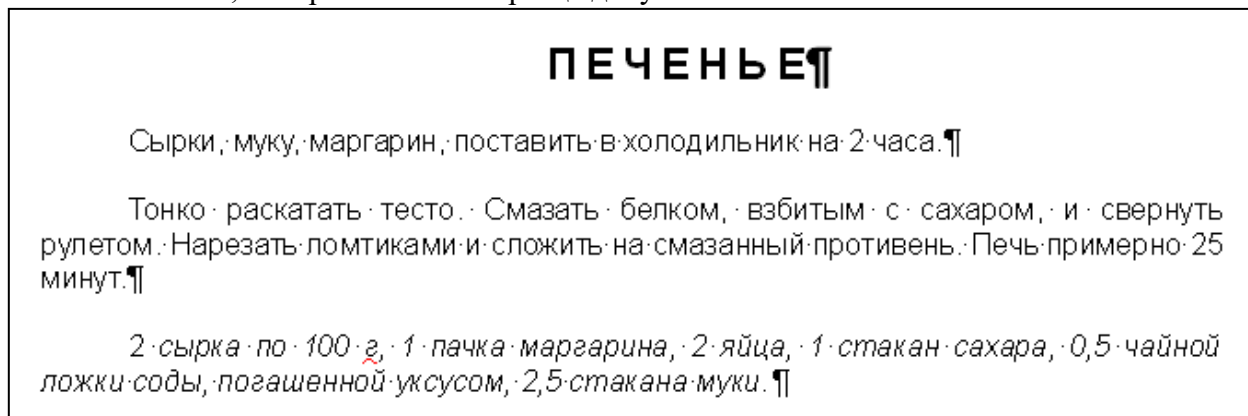 П Е Ч Е Н Ь Е¶
Сырки,·муку,·маргарин,·поставить·в·холодильник·на·2·часа.¶
Тонко·раскатать·тесто.·Смазать·белком,·взбитым·с·сахаром,·и·свернуть
рулетом.·Нарезать·ломтиками·и·сложить·на·смазанный·противень.·Печь·примерно·25
минут.¶
2·сырка·по·100·г,·1·пачка·маргарина,·2·яйца,·1·стакан·сахара,·0,5·чайной
ложки·соды,·погашенной·уксусом,·2,5·стакана·муки.·¶